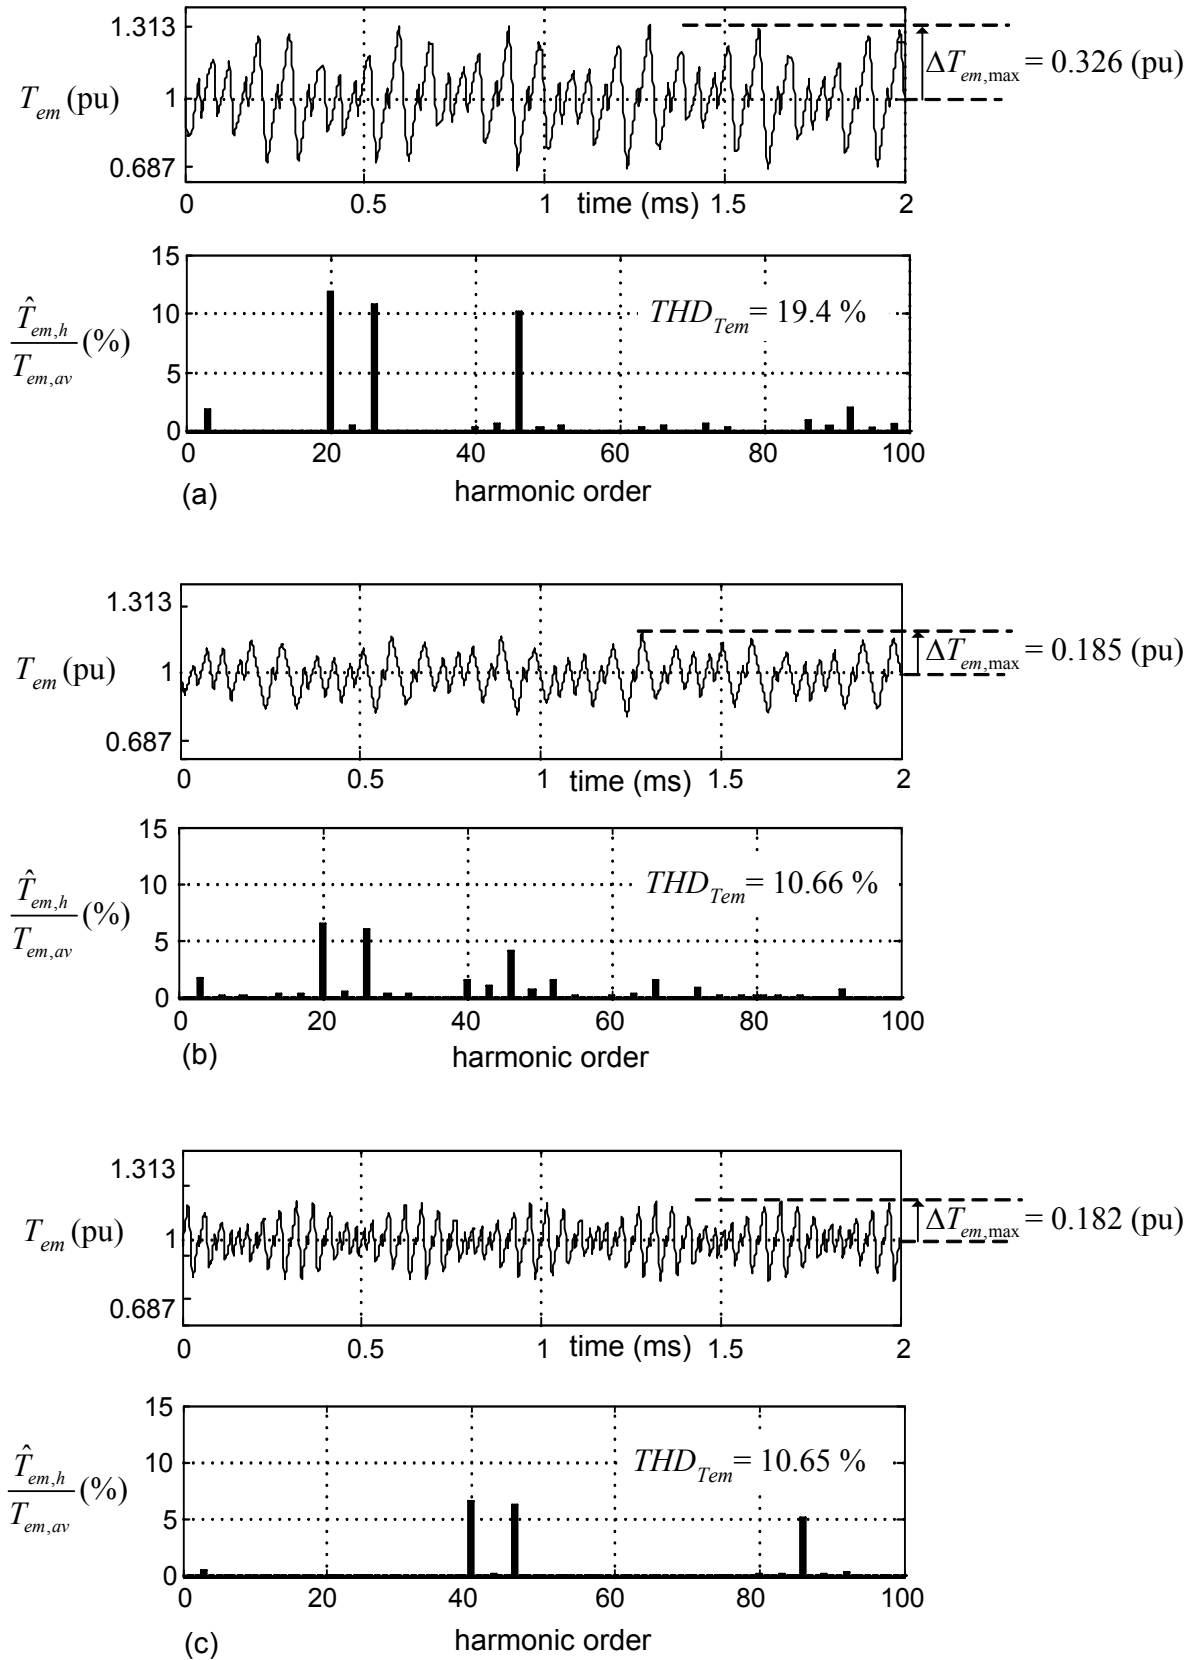 1.313
T_em (pu)
1
0.687
ΔT_em,max = 0.326 (pu)
0 0.5 1 time (ms) 1.5 2
15
10
5
0
T̂_em,h / T_em,av (%)
THD_Tem = 19.4 %
0 20 40 60 80 100
(a) harmonic order
1.313
T_em (pu)
1
0.687
ΔT_em,max = 0.185 (pu)
0 0.5 1 time (ms) 1.5 2
15
10
5
0
T̂_em,h / T_em,av (%)
THD_Tem = 10.66 %
0 20 40 60 80 100
(b) harmonic order
1.313
T_em (pu)
1
0.687
ΔT_em,max = 0.182 (pu)
0 0.5 1 time (ms) 1.5 2
15
10
5
0
T̂_em,h / T_em,av (%)
THD_Tem = 10.65 %
0 20 40 60 80 100
(c) harmonic order